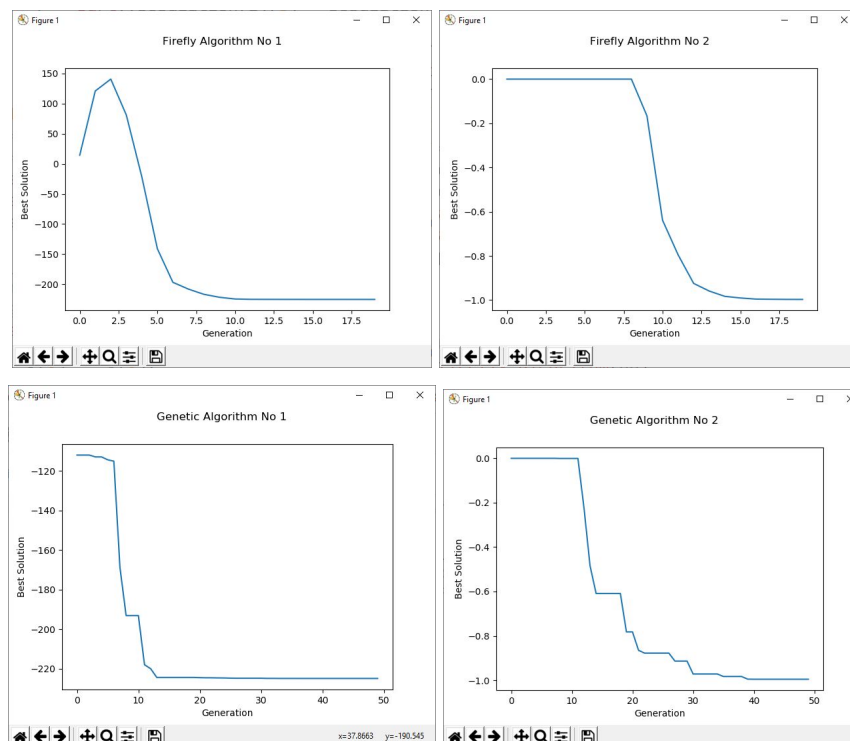 Figure 1
Firefly Algorithm No 1
150
100
50
0
−50
−100
−150
−200
Best Solution
0.0 2.5 5.0 7.5 10.0 12.5 15.0 17.5
Generation
Figure 1
Firefly Algorithm No 2
0.0
−0.2
−0.4
−0.6
−0.8
−1.0
Best Solution
0.0 2.5 5.0 7.5 10.0 12.5 15.0 17.5
Generation
Figure 1
Genetic Algorithm No 1
−120
−140
−160
−180
−200
−220
Best Solution
0 10 20 30 40 50
Generation
x=37.8663 y=-190.545
Figure 1
Genetic Algorithm No 2
0.0
−0.2
−0.4
−0.6
−0.8
−1.0
Best Solution
0 10 20 30 40 50
Generation